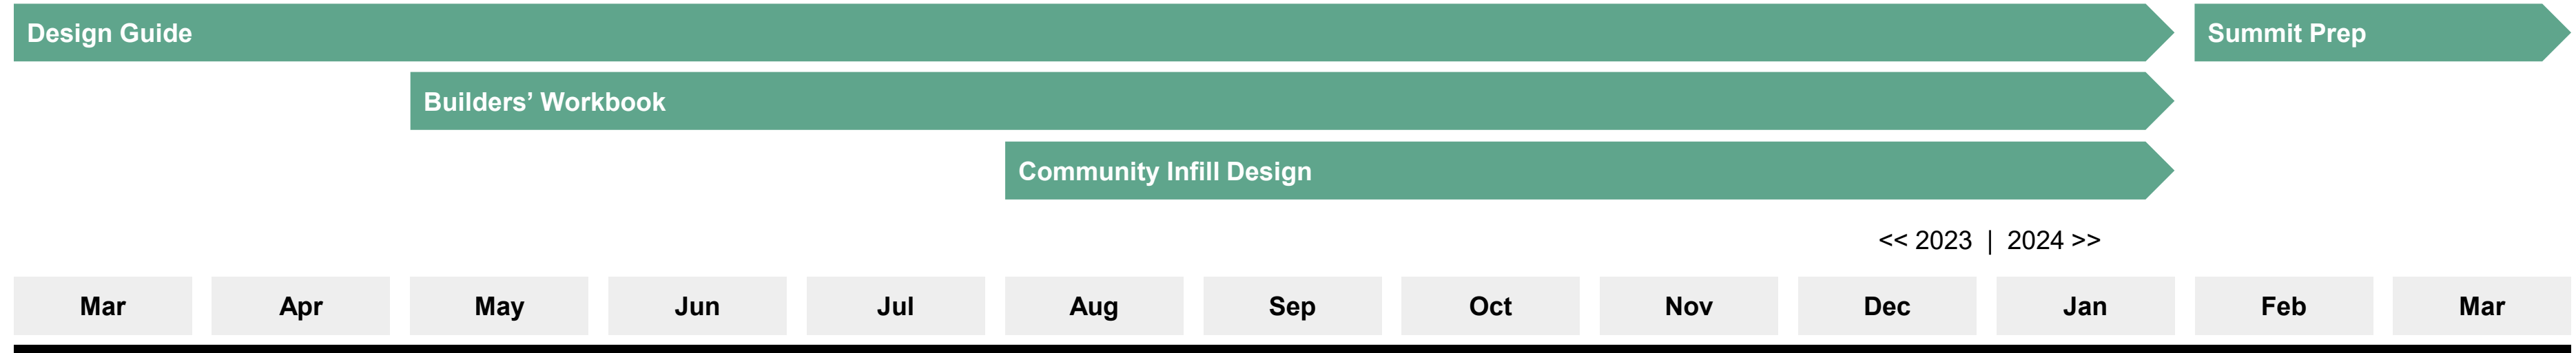 Design Guide
Summit Prep
Builders’ Workbook
Community Infill Design
<< 2023 | 2024 >>
Mar Apr May Jun Jul Aug Sep Oct Nov Dec Jan Feb Mar